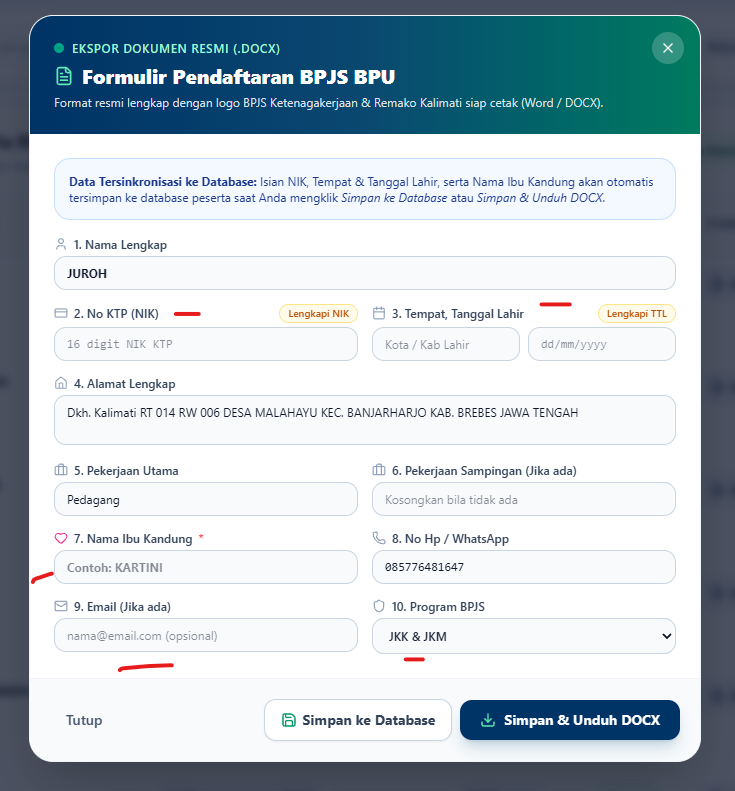 EKSPOR DOKUMEN RESMI (.DOCX)
Formulir Pendaftaran BPJS BPU
Format resmi lengkap dengan logo BPJS Ketenagakerjaan & Remako Kalimati siap cetak (Word / DOCX).
Data Tersinkronisasi ke Database: Isian NIK, Tempat & Tanggal Lahir, serta Nama Ibu Kandung akan otomatis
tersimpan ke database peserta saat Anda mengklik Simpan ke Database atau Simpan & Unduh DOCX.
1. Nama Lengkap
JUROH
2. No KTP (NIK)
Lengkapi NIK
16 digit NIK KTP
3. Tempat, Tanggal Lahir
Lengkapi TTL
Kota / Kab Lahir
dd/mm/yyyy
4. Alamat Lengkap
Dkh. Kalimati RT 014 RW 006 DESA MALAHAYU KEC. BANJARHARJO KAB. BREBES JAWA TENGAH
5. Pekerjaan Utama
Pedagang
6. Pekerjaan Sampingan (Jika ada)
Kosongkan bila tidak ada
7. Nama Ibu Kandung *
Contoh: KARTINI
8. No Hp / WhatsApp
085776481647
9. Email (Jika ada)
nama@email.com (opsional)
10. Program BPJS
JKK & JKM
Tutup
Simpan ke Database
Simpan & Unduh DOCX